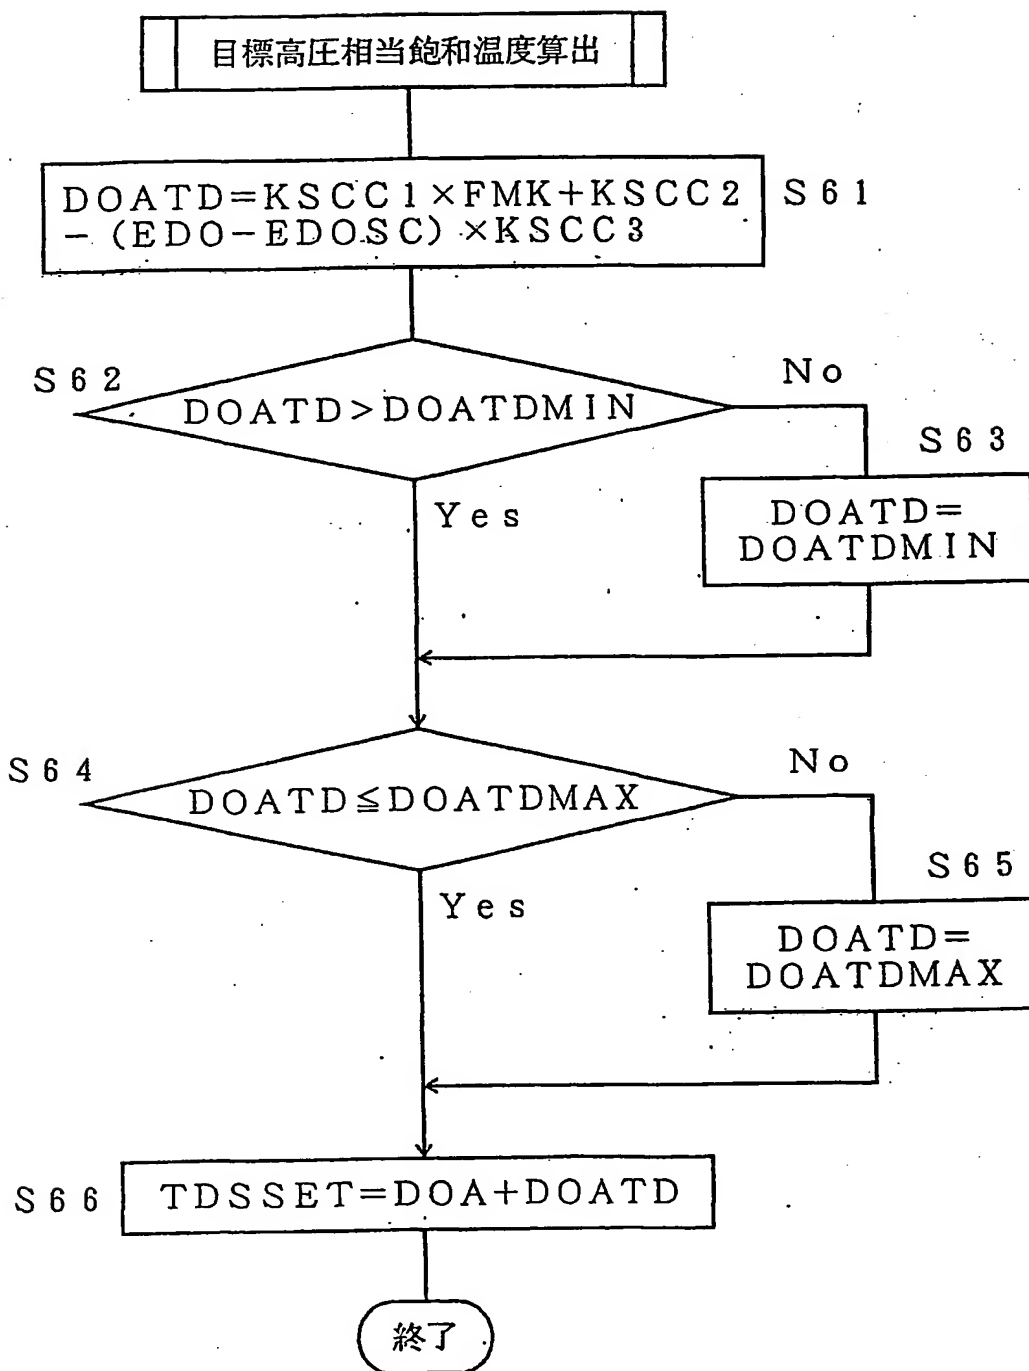 目標高圧相当飽和温度算出
DOATD=KSCC1×FMK+KSCC2
-(EDO-EDOSC)×KSCC3
S61
S62
DOATD>DOATDMIN
No
S63
DOATD=
DOATDMIN
Yes
S64
DOATD≦DOATDMAX
No
S65
DOATD=
DOATDMAX
Yes
S66
TDSSET=DOA+DOATD
終了